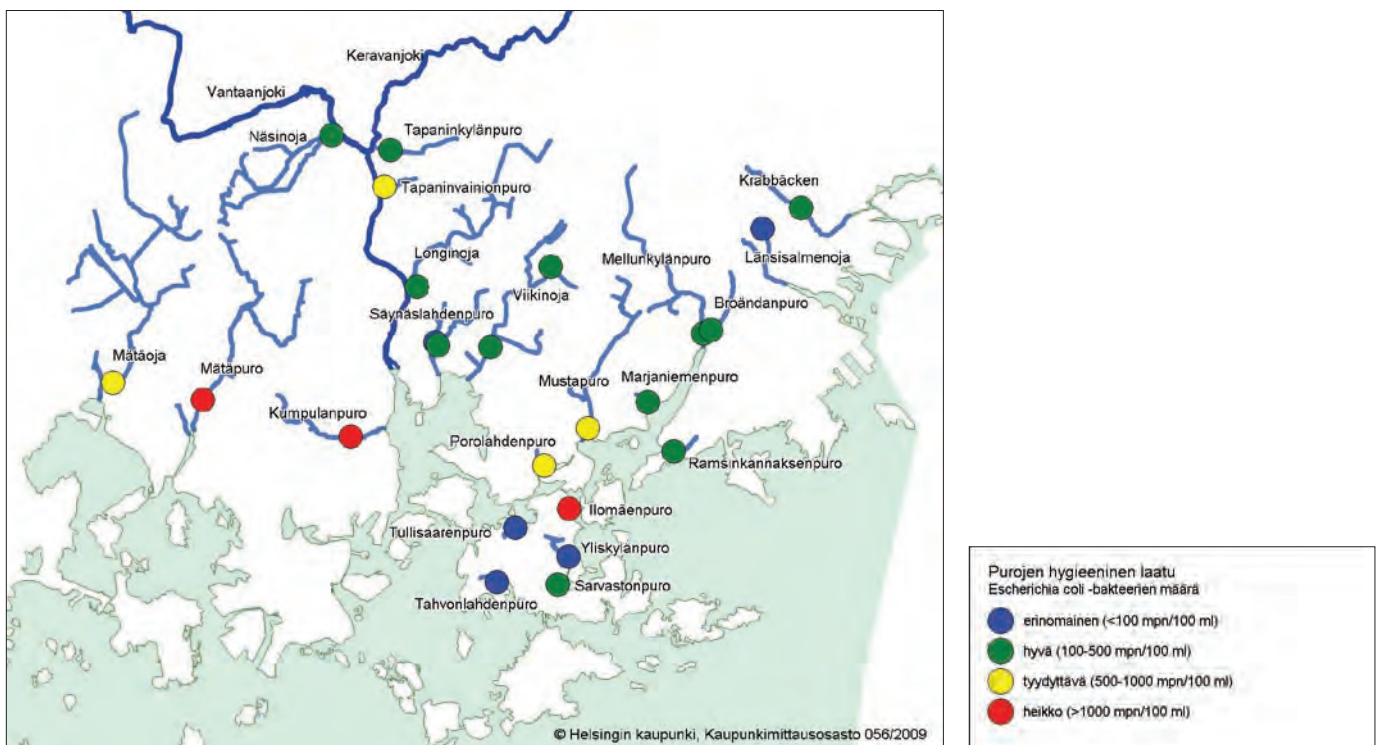 Keravanjoki
Vantaanjoki
Näsinoja
Tapaninkylänpuro
Tapaninvainionpuro
Krabbäcken
Longinoja
Mellunkylänpuro
Länsisalmenoja
Viikinoja
Broändanpuro
Säynäslahdenpuro
Mätäoja
Mätäpuro
Mustapuro
Marjaniemenpuro
Kumpulanpuro
Porolahdenpuro
Ramsinkannaksenpuro
Ilomäenpuro
Tullisaarenpuro
Yliskylänpuro
Sarvastonpuro
Tahvonlahdenpuro
© Helsingin kaupunki, Kaupunkimittausosasto 056/2009
Purojen hygieeninen laatu
Escherichia coli -bakteerien määrä
erinomainen (<100 mpn/100 ml)
hyvä (100-500 mpn/100 ml)
tyydyttävä (500-1000 mpn/100 ml)
heikko (>1000 mpn/100 ml)